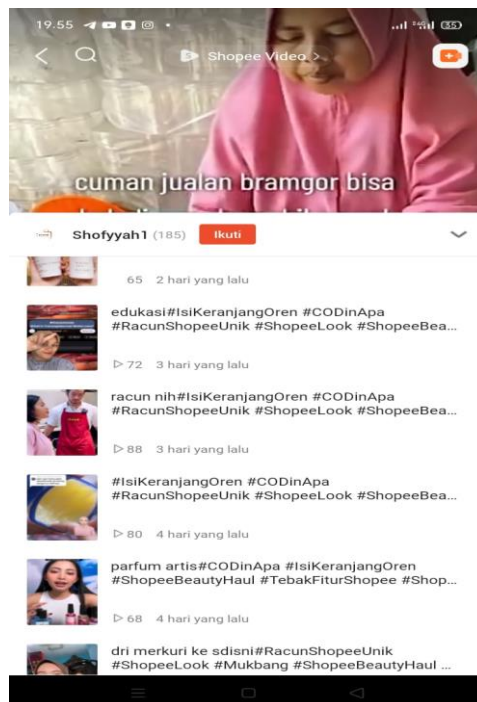 19.55
35
Shopee Video >
cuman jualan bramgor bisa
Shofyyah1 (185) Ikuti
65 2 hari yang lalu
edukasi#IsiKeranjangOren #CODinApa
#RacunShopeeUnik #ShopeeLook #ShopeeBea...
72 3 hari yang lalu
racun nih#IsiKeranjangOren #CODinApa
#RacunShopeeUnik #ShopeeLook #ShopeeBea...
88 3 hari yang lalu
#IsiKeranjangOren #CODinApa
#RacunShopeeUnik #ShopeeLook #ShopeeBea...
80 4 hari yang lalu
parfum artis#CODinApa #IsiKeranjangOren
#ShopeeBeautyHaul #TebakFiturShopee #Shop...
68 4 hari yang lalu
dri merkuri ke sdisni#RacunShopeeUnik
#ShopeeLook #Mukbang #ShopeeBeautyHaul ...